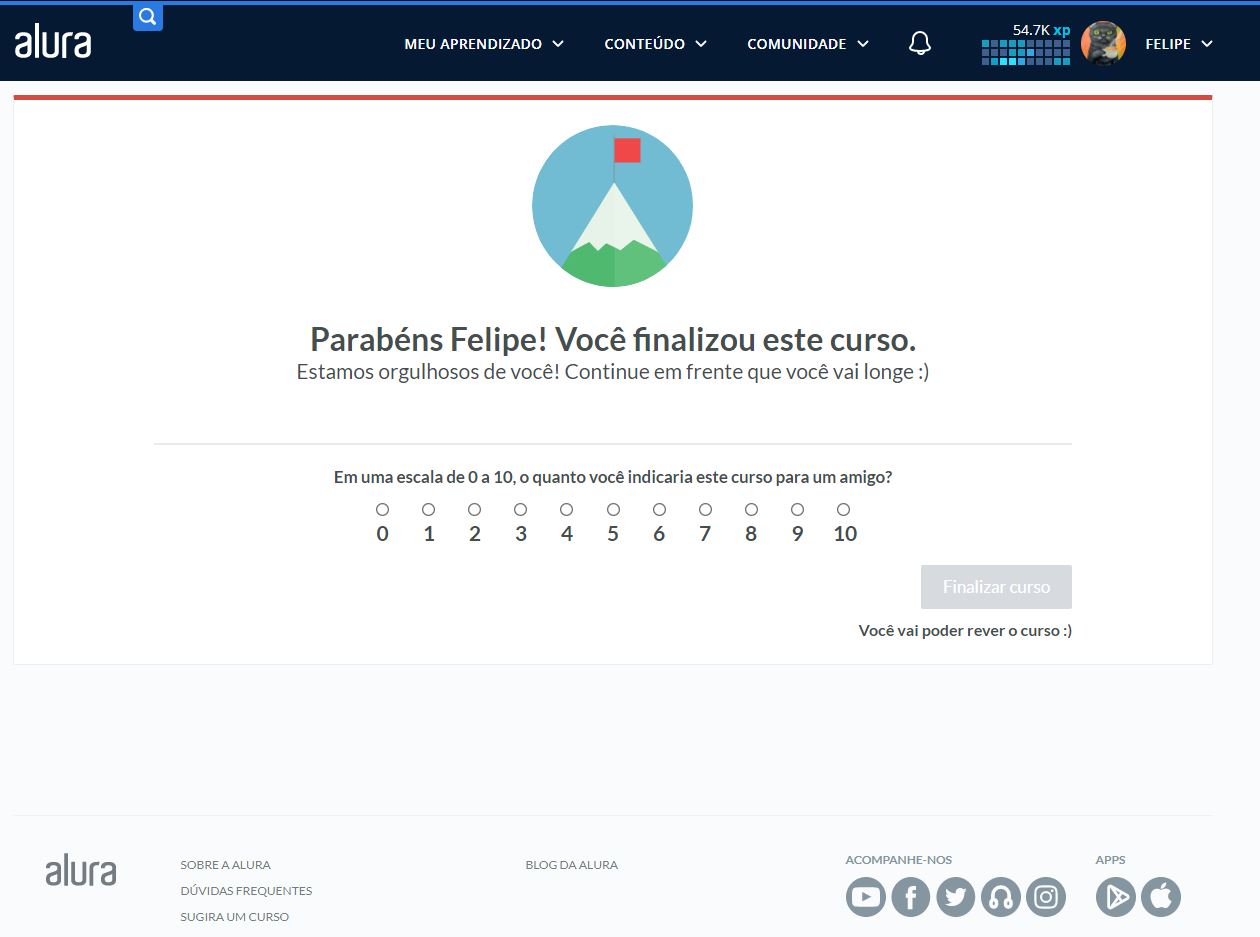 alura
MEU APRENDIZADO
CONTEÚDO
COMUNIDADE
54.7K xp
FELIPE
Parabéns Felipe! Você finalizou este curso.
Estamos orgulhosos de você! Continue em frente que você vai longe :)
Em uma escala de 0 a 10, o quanto você indicaria este curso para um amigo?
0 1 2 3 4 5 6 7 8 9 10
Finalizar curso
Você vai poder rever o curso :)
alura
SOBRE A ALURA
DÚVIDAS FREQUENTES
SUGIRA UM CURSO
BLOG DA ALURA
ACOMPANHE-NOS
APPS